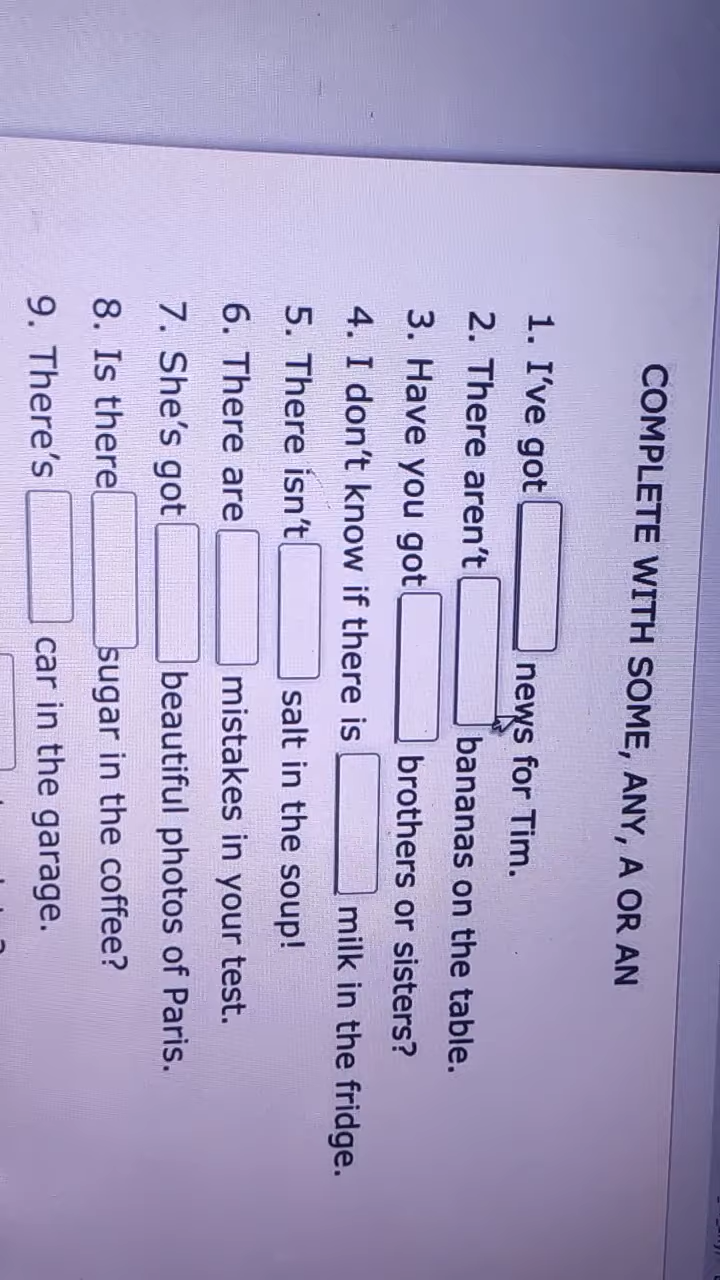 COMPLETE WITH SOME, ANY, A OR AN
1. I've got news for Tim.
2. There aren't bananas on the table.
3. Have you got brothers or sisters?
4. I don't know if there is milk in the fridge.
5. There isn't salt in the soup!
6. There are mistakes in your test.
7. She's got beautiful photos of Paris.
8. Is there sugar in the coffee?
9. There's car in the garage.